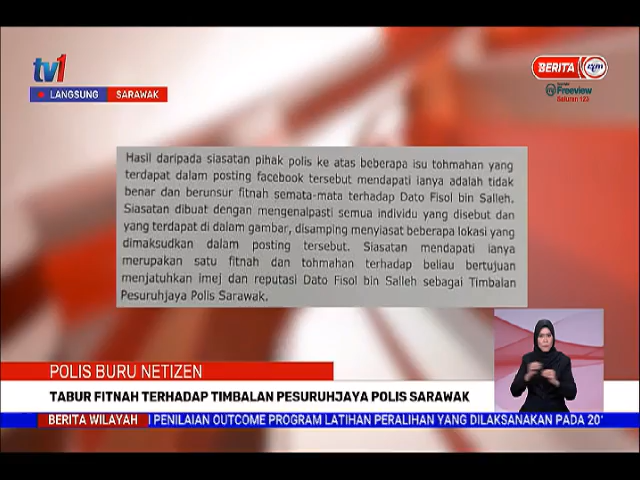 tv1
LANGSUNG
SARAWAK
BERITA
Freeview
Saluran 123
Hasil daripada siasatan pihak polis ke atas beberapa isu tohmahan yang
terdapat dalam posting facebook tersebut mendapati ianya adalah tidak
benar dan berunsur fitnah semata-mata terhadap Dato Fisol bin Salleh.
Siasatan dibuat dengan mengenalpasti semua individu yang disebut dan
yang terdapat di dalam gambar, disamping menyiasat beberapa lokasi yang
dimaksudkan dalam posting tersebut. Siasatan mendapati ianya
merupakan satu fitnah dan tohmahan terhadap beliau bertujuan
menjatuhkan imej dan reputasi Dato Fisol bin Salleh sebagai Timbalan
Pesuruhjaya Polis Sarawak.
POLIS BURU NETIZEN
TABUR FITNAH TERHADAP TIMBALAN PESURUHJAYA POLIS SARAWAK
BERITA WILAYAH
I PENILAIAN OUTCOME PROGRAM LATIHAN PERALIHAN YANG DILAKSANAKAN PADA 20